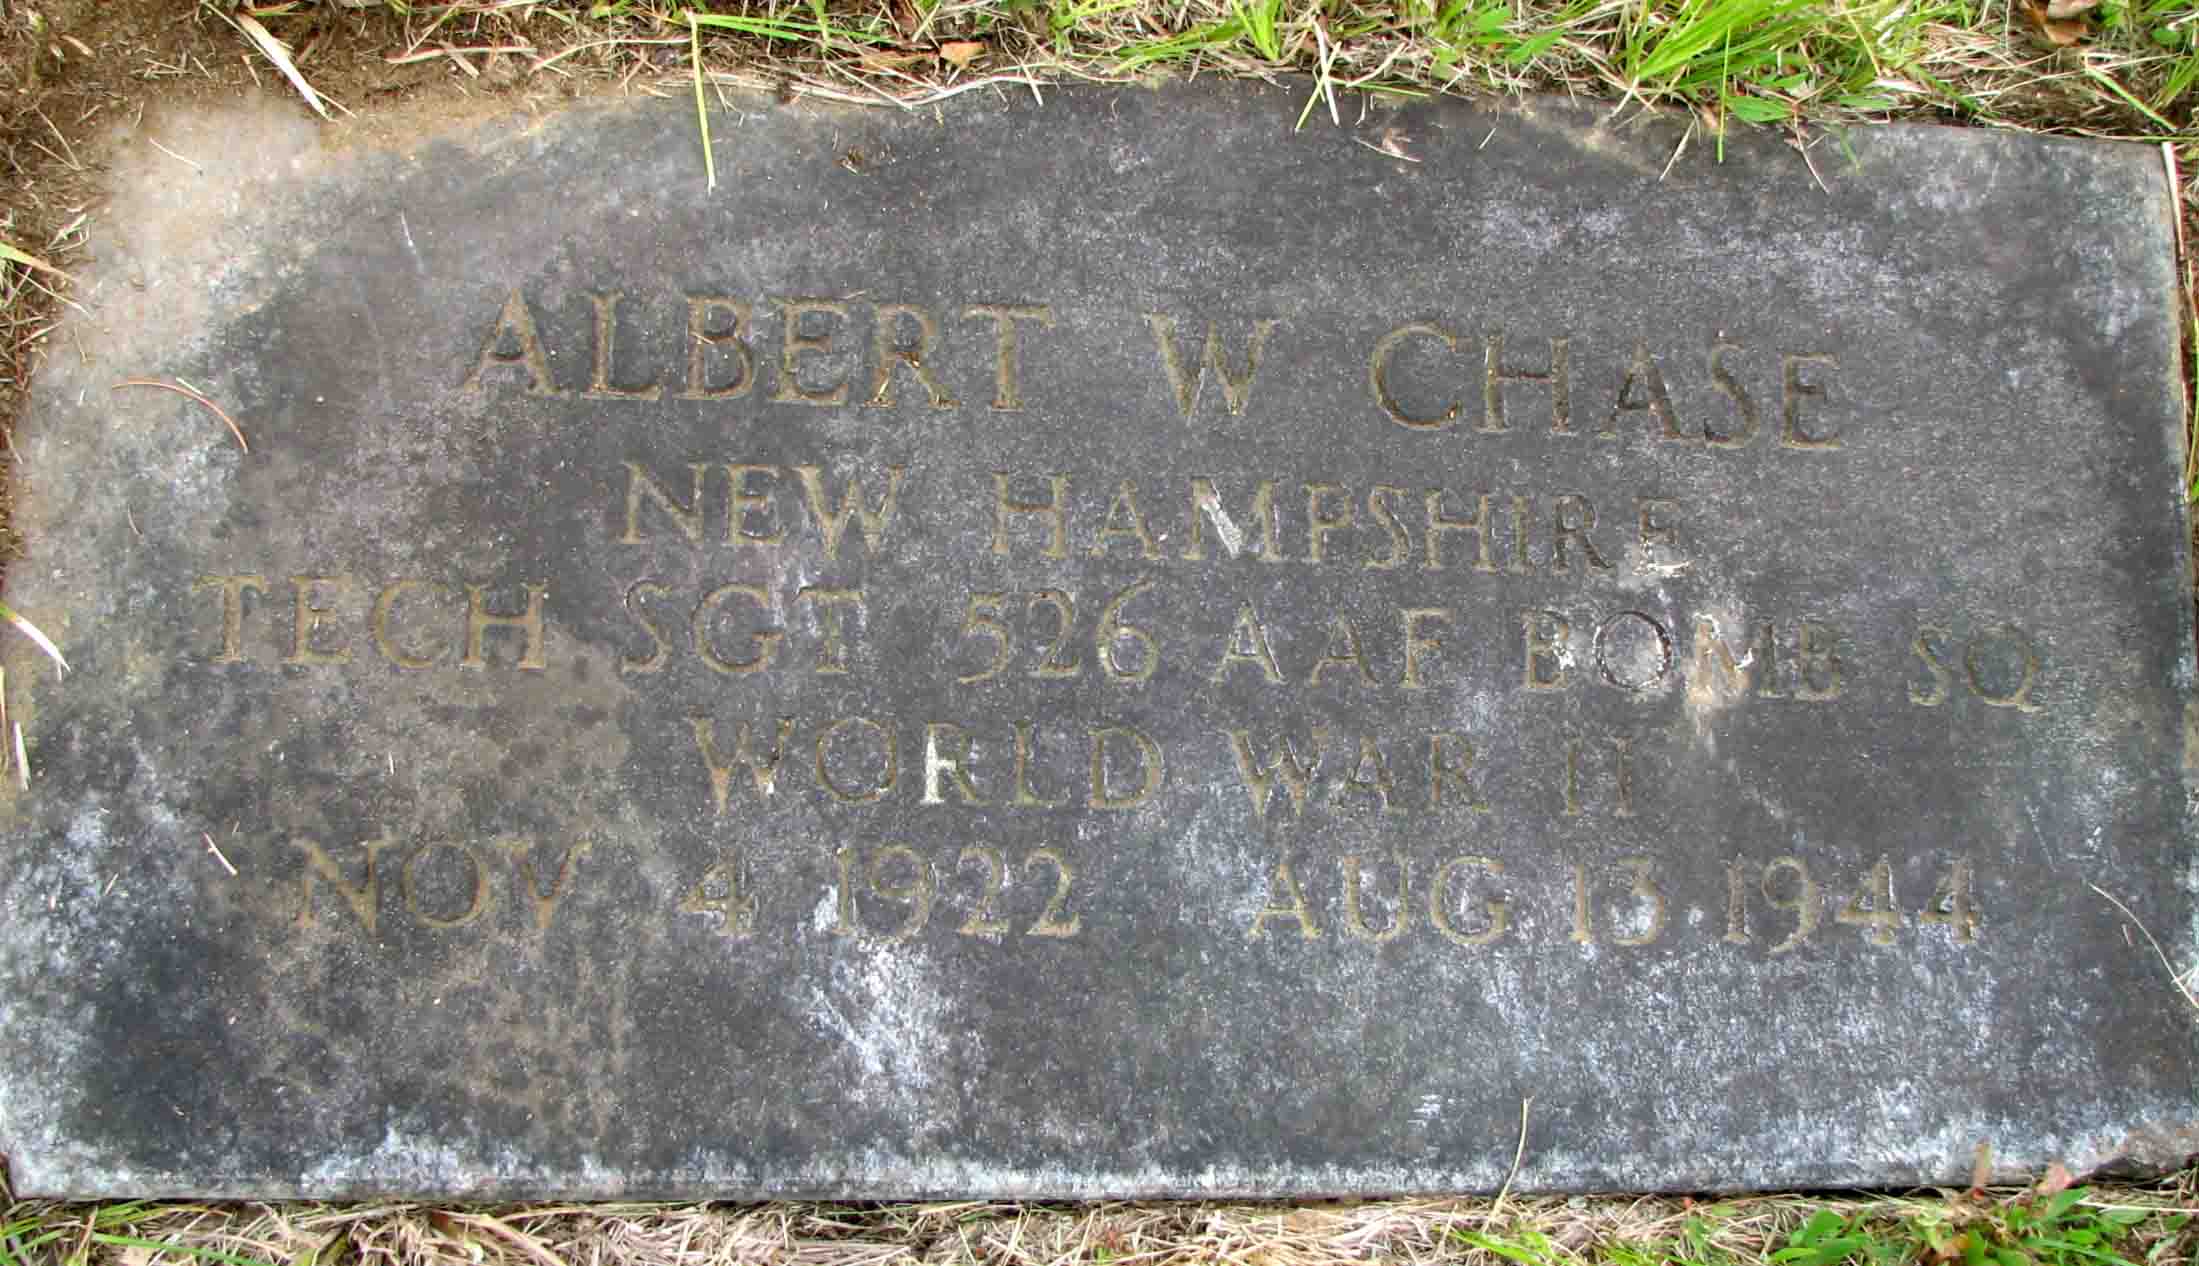 ALBERT W CHASE
NEW HAMPSHIRE
TECH SGT 526 AAF BOMB SQ
WORLD WAR II
NOV 4 1922 AUG 13 1944